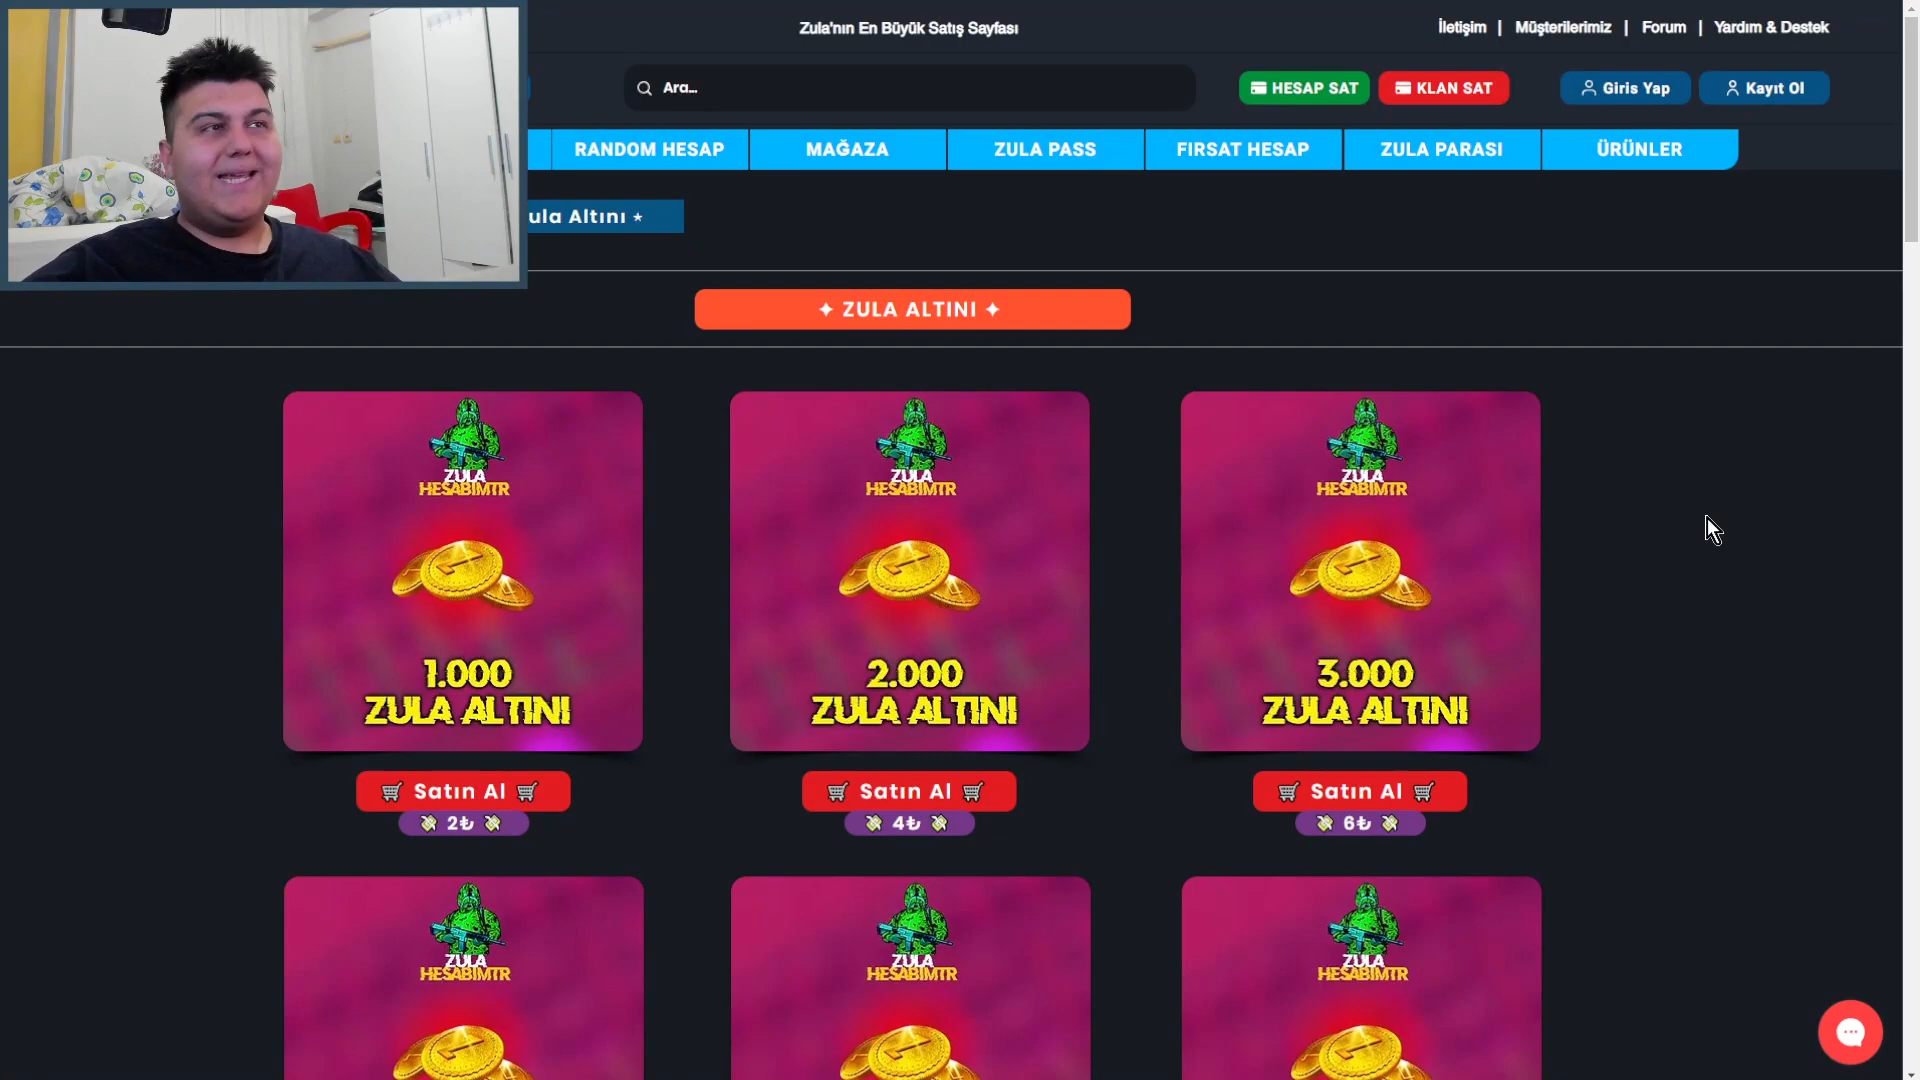 Zula'nın En Büyük Satış Sayfası
İletişim | Müşterilerimiz | Forum | Yardım & Destek
Ara...
HESAP SAT
KLAN SAT
Giris Yap
Kayıt Ol
RANDOM HESAP
MAĞAZA
ZULA PASS
FIRSAT HESAP
ZULA PARASI
ÜRÜNLER
ula Altını ⋆
✦ ZULA ALTINI ✦
ZULA
HESABIMTR
1.000
ZULA ALTINI
Satın Al
2₺
ZULA
HESABIMTR
2.000
ZULA ALTINI
Satın Al
4₺
ZULA
HESABIMTR
3.000
ZULA ALTINI
Satın Al
6₺
ZULA
HESABIMTR
ZULA
HESABIMTR
ZULA
HESABIMTR